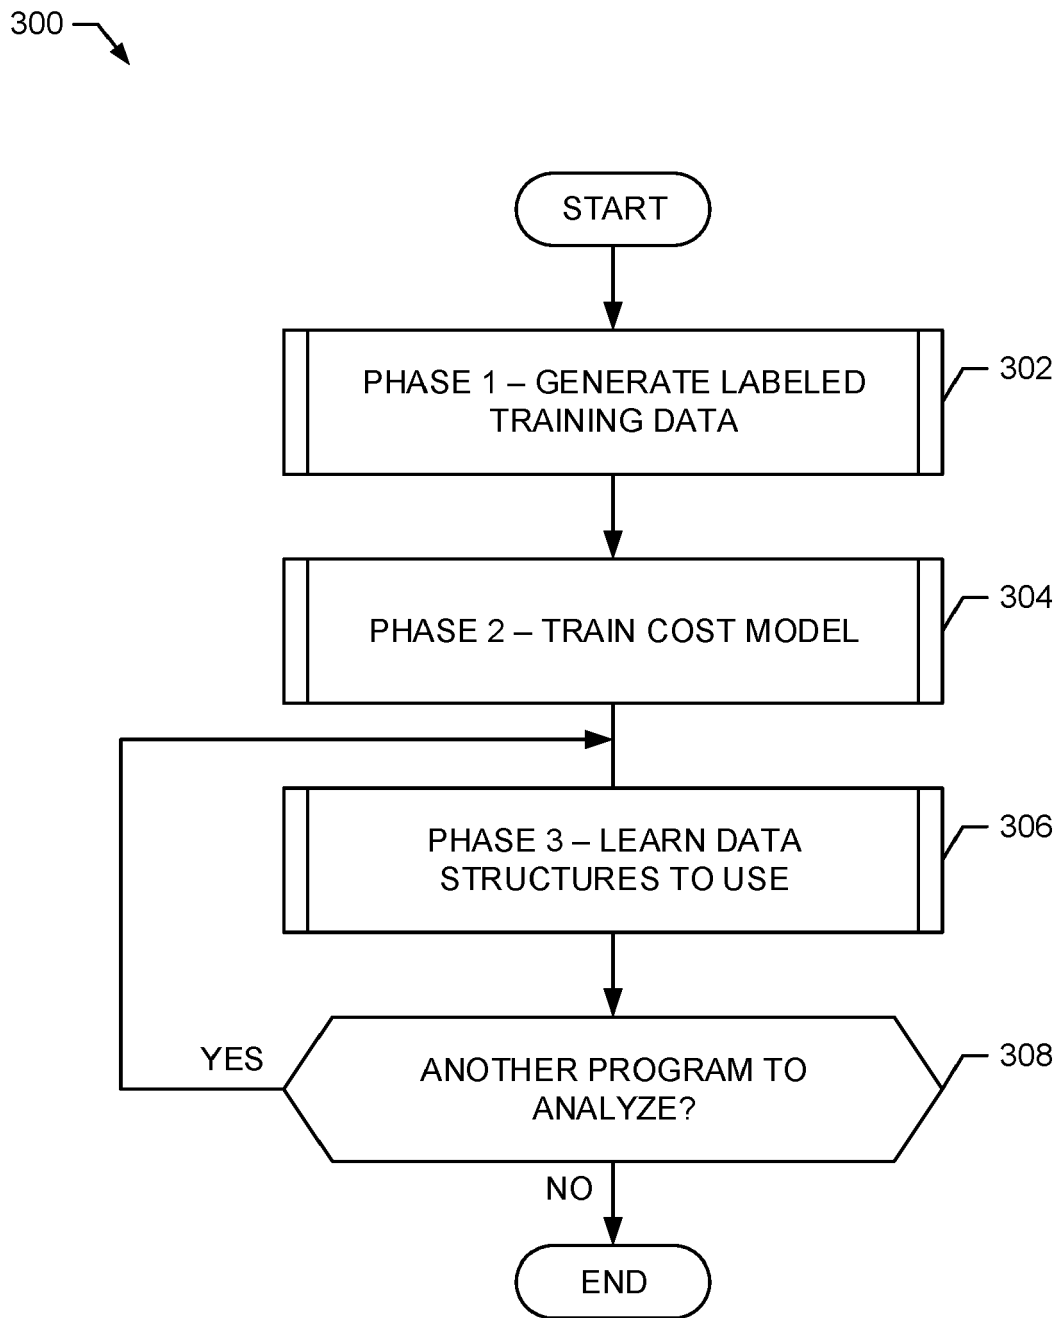 300
START
PHASE 1 – GENERATE LABELED
TRAINING DATA
302
PHASE 2 – TRAIN COST MODEL
304
PHASE 3 – LEARN DATA
STRUCTURES TO USE
306
ANOTHER PROGRAM TO
ANALYZE?
308
YES
NO
END